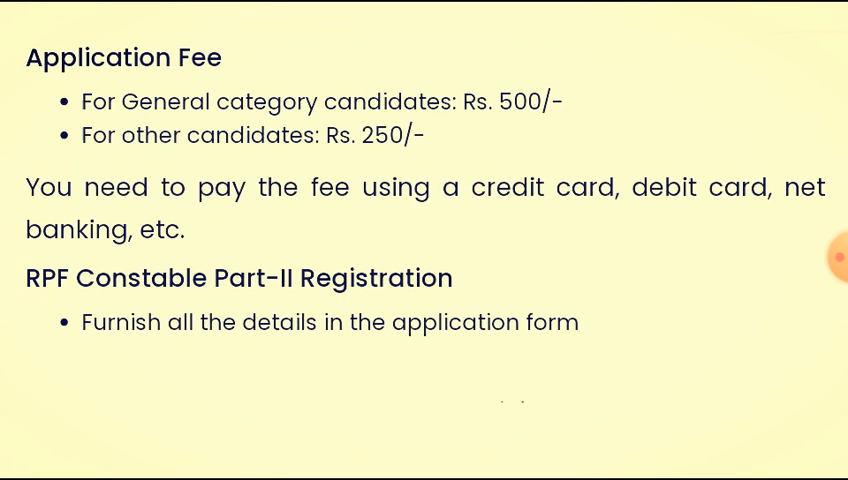 Application Fee
• For General category candidates: Rs. 500/-
• For other candidates: Rs. 250/-
You need to pay the fee using a credit card, debit card, net
banking, etc.
RPF Constable Part-II Registration
• Furnish all the details in the application form